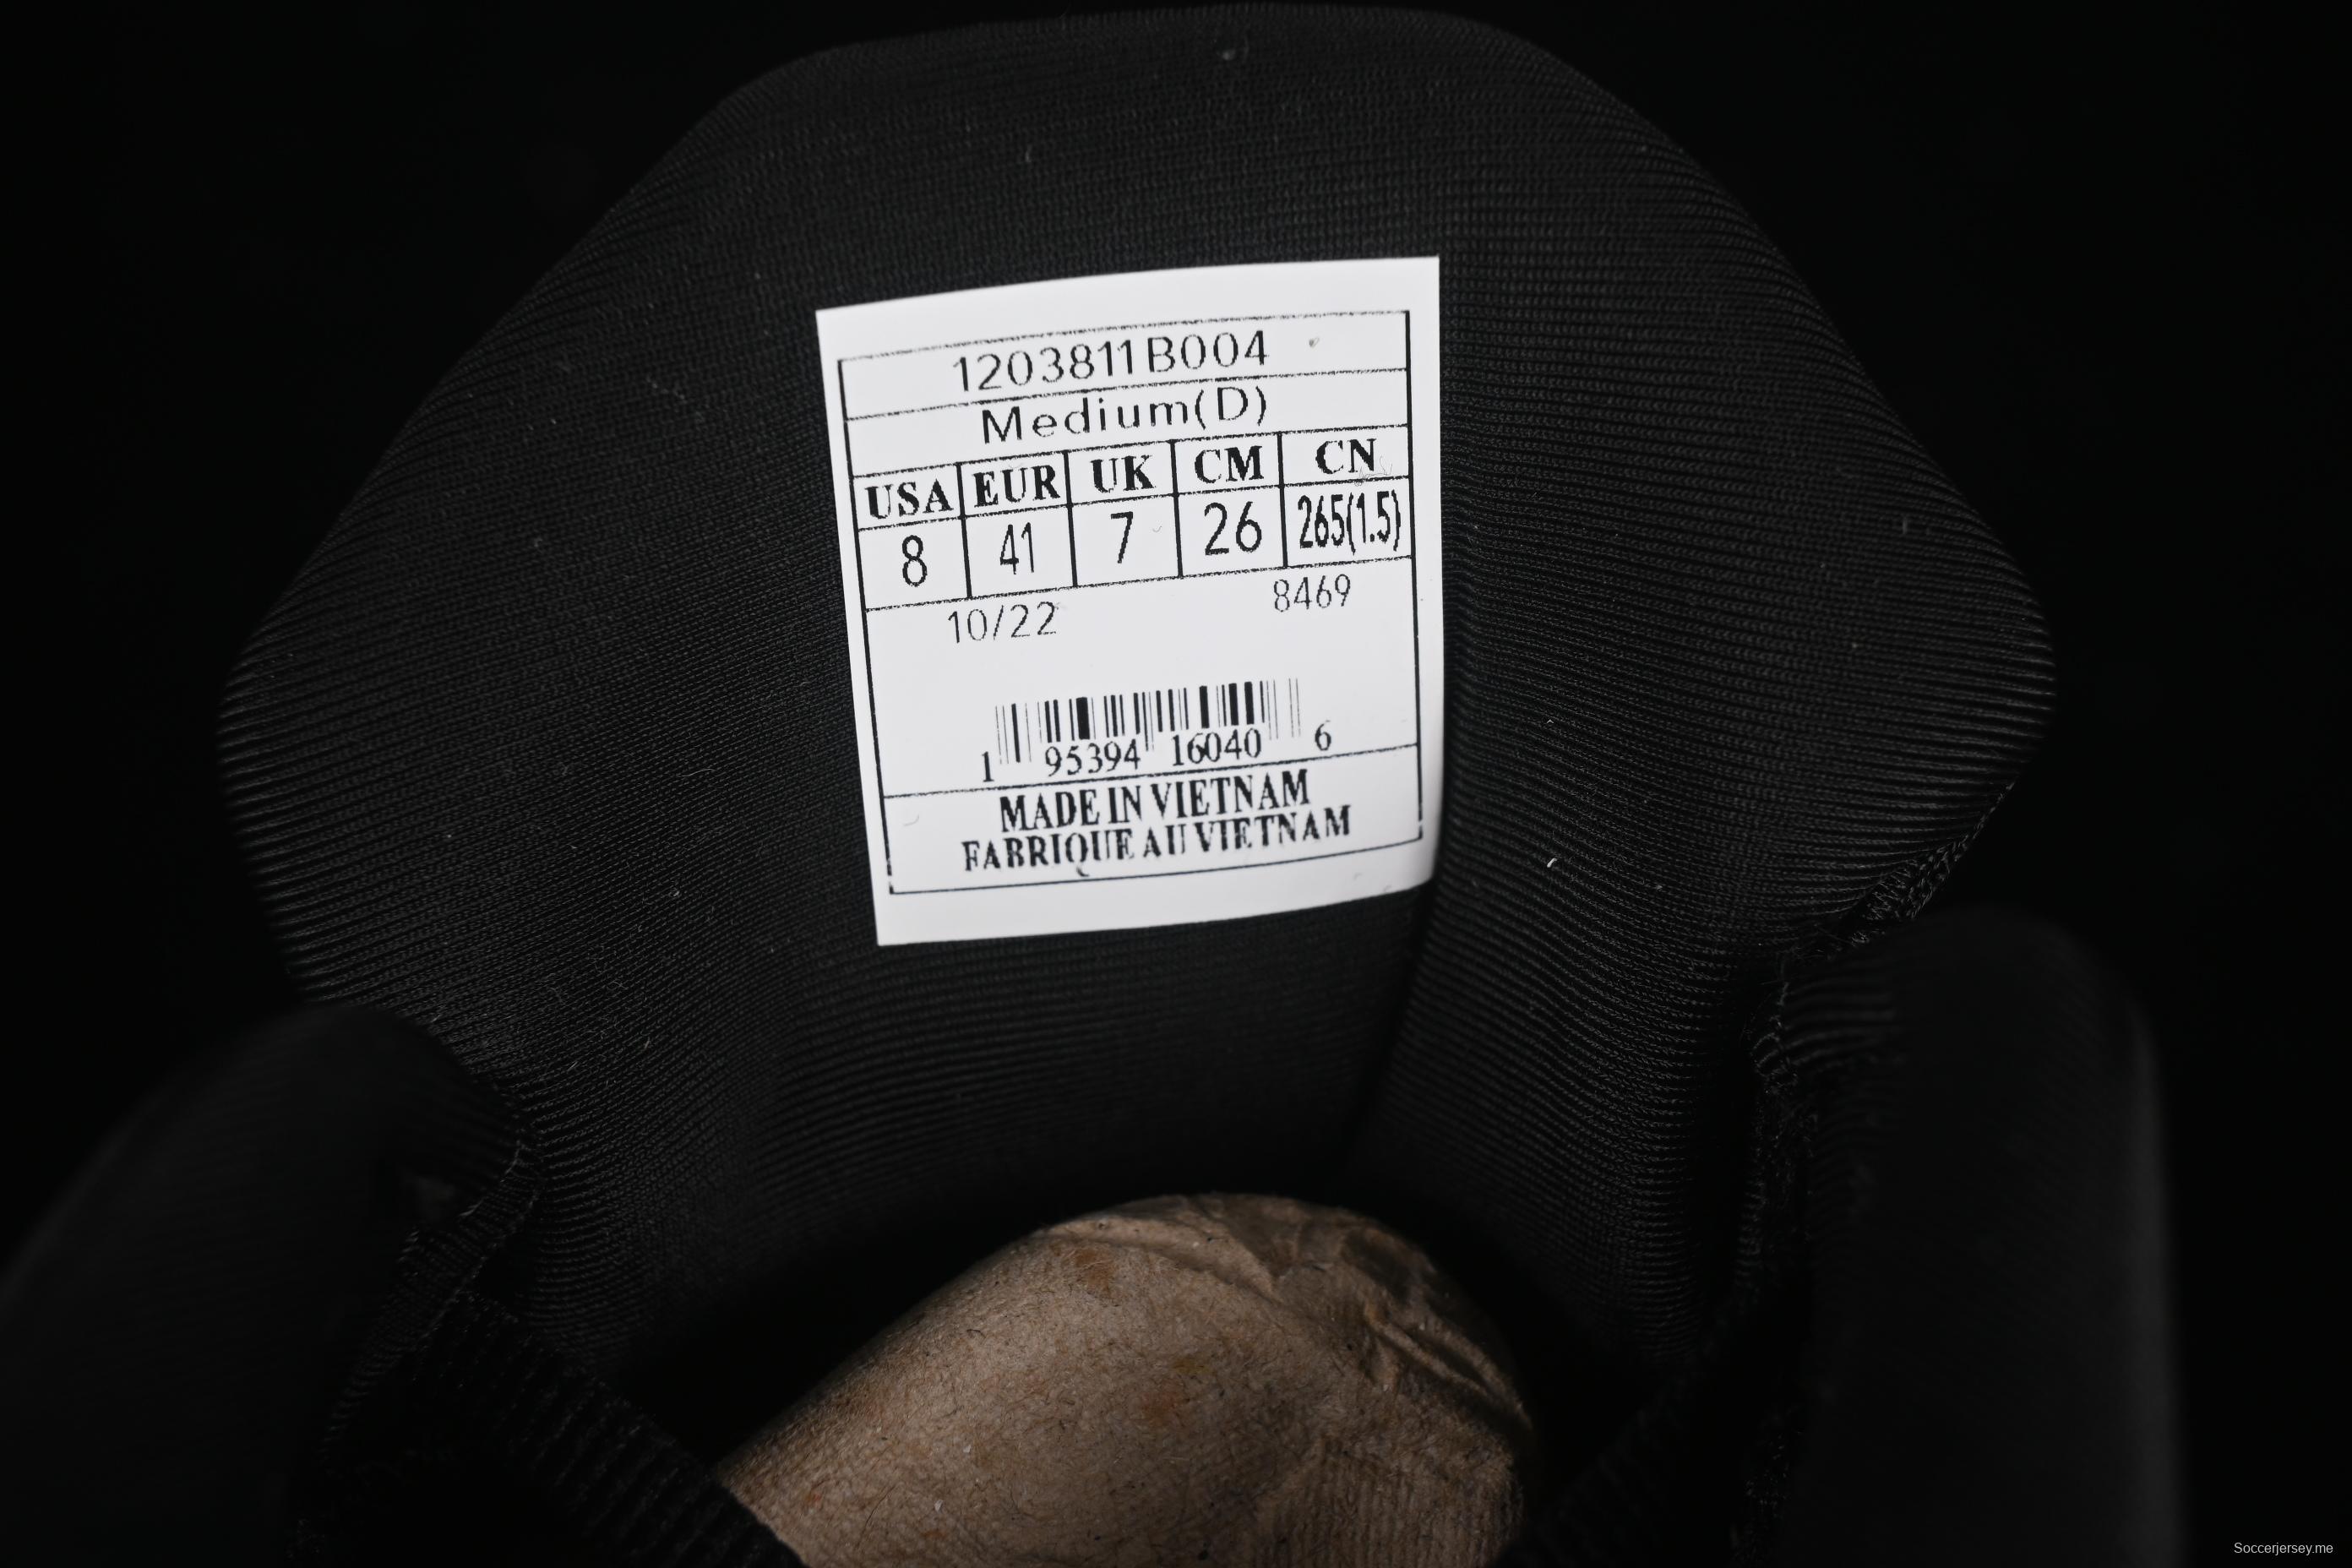 1203811B004
Medium(D)
USA EUR UK CM CN
8 41 7 26 265(1.5)
10/22 8469
1 95394 16040 6
MADE IN VIETNAM
FABRIQUE AU VIETNAM
Soccerjersey.me